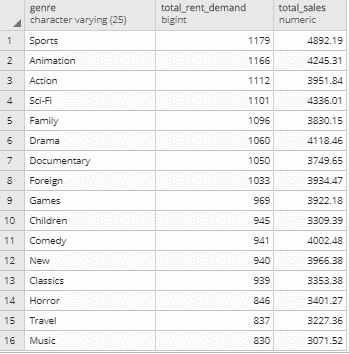 genre total_rent_demand total_sales
character varying (25) bigint numeric
1 Sports 1179 4892.19
2 Animation 1166 4245.31
3 Action 1112 3951.84
4 Sci-Fi 1101 4336.01
5 Family 1096 3830.15
6 Drama 1060 4118.46
7 Documentary 1050 3749.65
8 Foreign 1033 3934.47
9 Games 969 3922.18
10 Children 945 3309.39
11 Comedy 941 4002.48
12 New 940 3966.38
13 Classics 939 3353.38
14 Horror 846 3401.27
15 Travel 837 3227.36
16 Music 830 3071.52